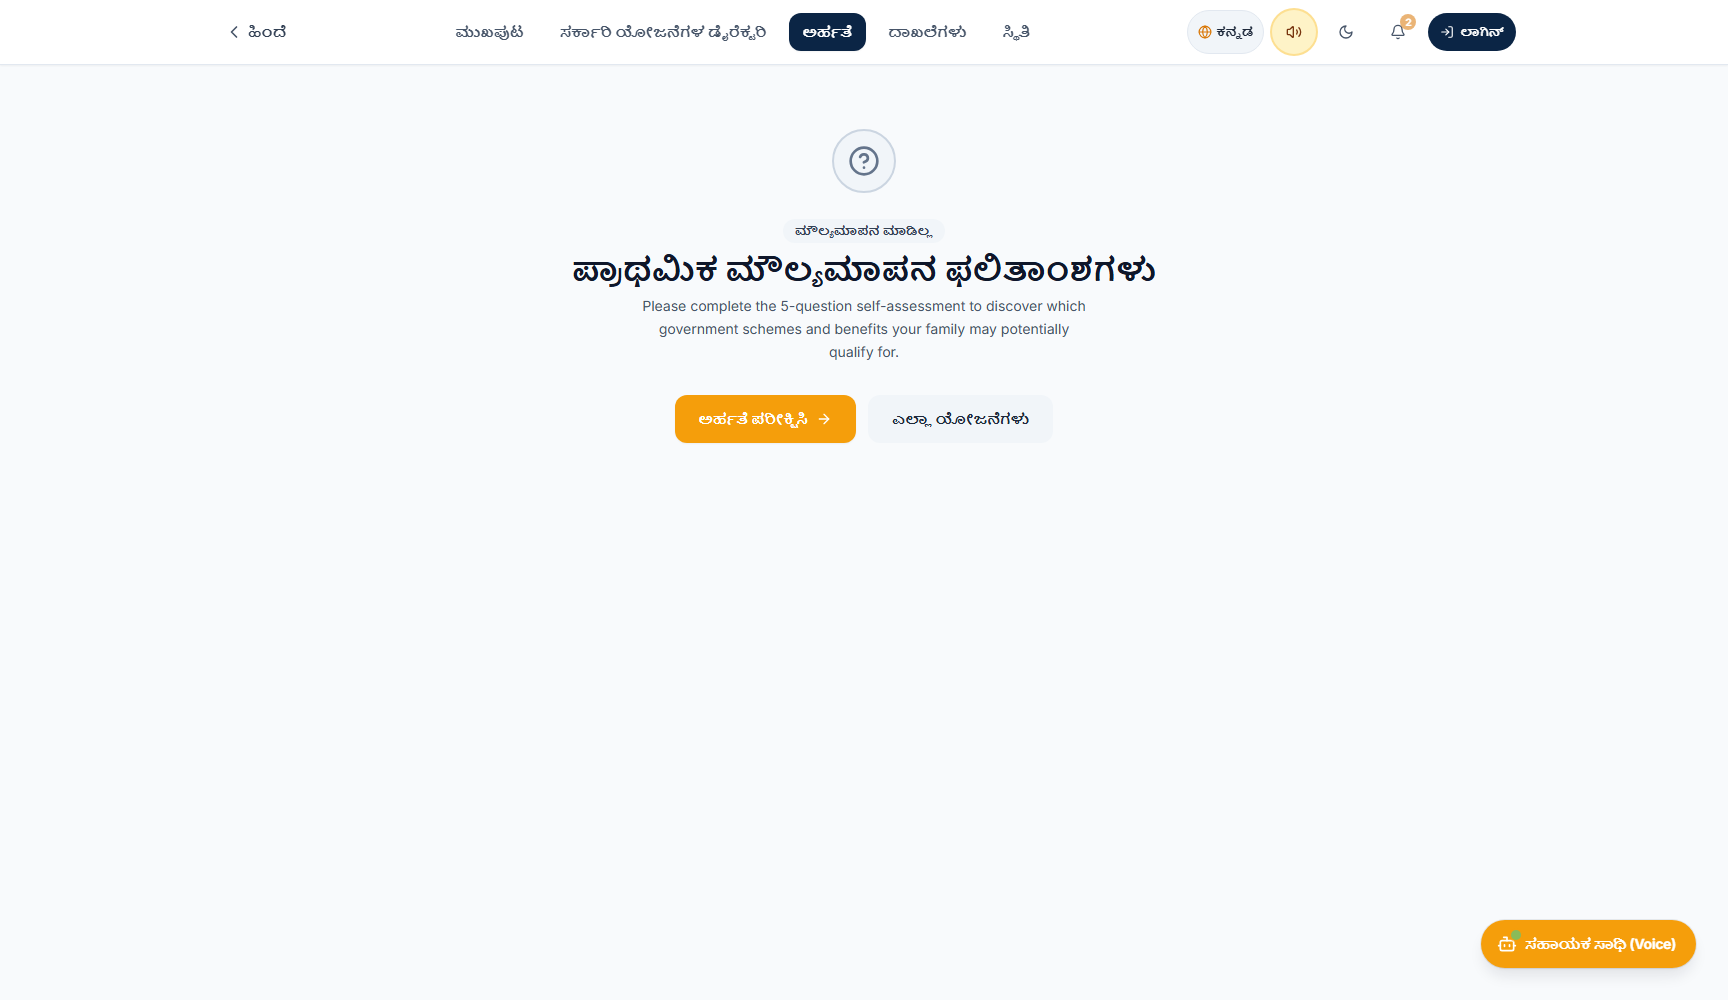 ಹಿಂದೆ
ಮುಖಪುಟ
ಸರ್ಕಾರಿ ಯೋಜನೆಗಳ ಡೈರೆಕ್ಟರಿ
ಅರ್ಹತೆ
ದಾಖಲೆಗಳು
ಸ್ಥಿತಿ
ಕನ್ನಡ
2
ಲಾಗಿನ್
ಮೌಲ್ಯಮಾಪನ ಮಾಡಿಲ್ಲ
ಪ್ರಾಥಮಿಕ ಮೌಲ್ಯಮಾಪನ ಫಲಿತಾಂಶಗಳು
Please complete the 5-question self-assessment to discover which
government schemes and benefits your family may potentially
qualify for.
ಅರ್ಹತೆ ಪರೀಕ್ಷಿಸಿ
ಎಲ್ಲಾ ಯೋಜನೆಗಳು
ಸಹಾಯಕ ಸಾಥಿ (Voice)